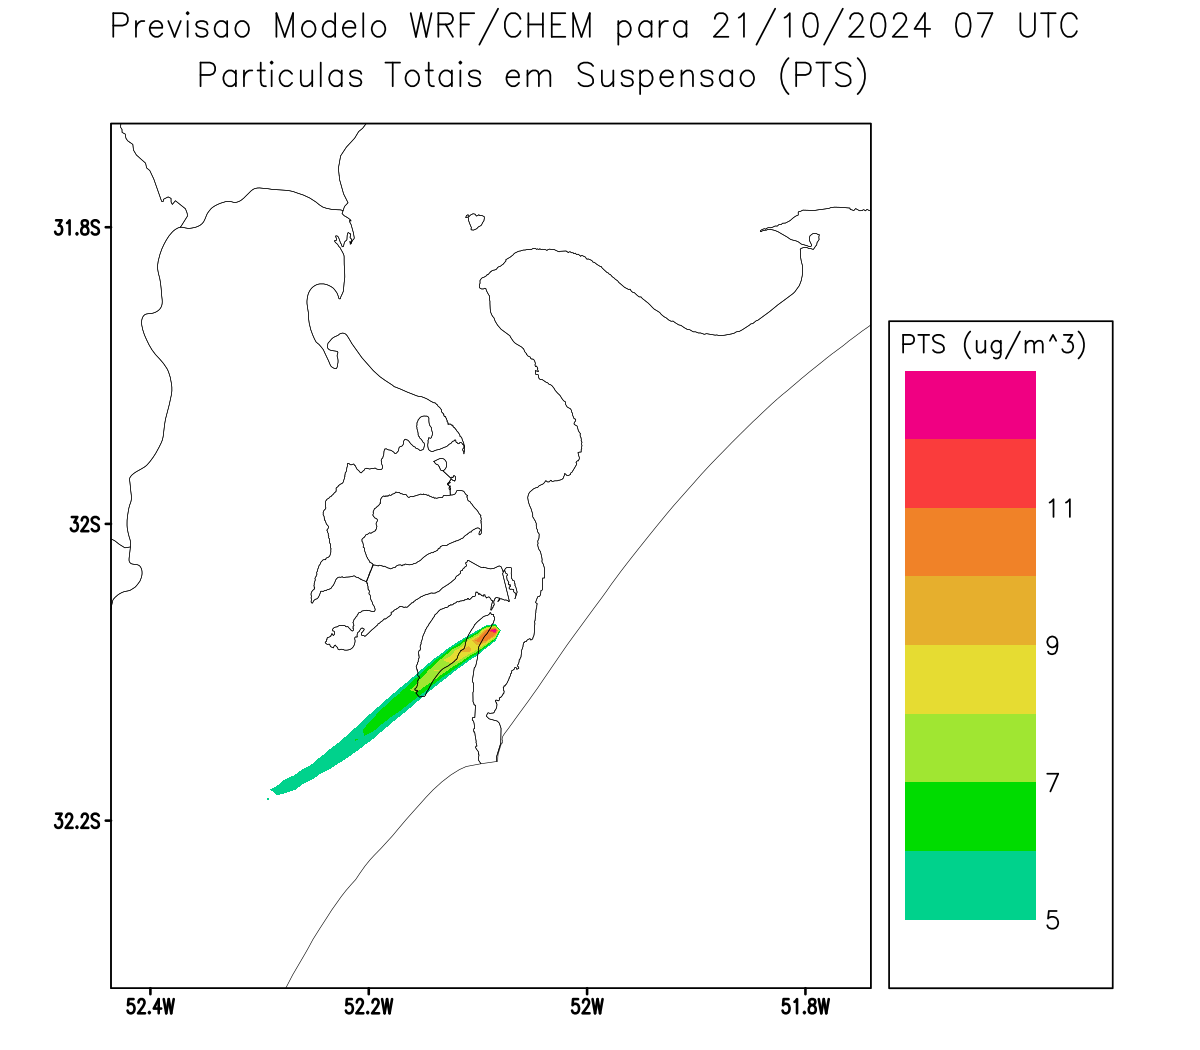 Previsao Modelo WRF/CHEM para 21/10/2024 07 UTC
Particulas Totais em Suspensao (PTS)
31.8S
32S
32.2S
52.4W
52.2W
52W
51.8W
PTS (ug/m^3)
11
9
7
5